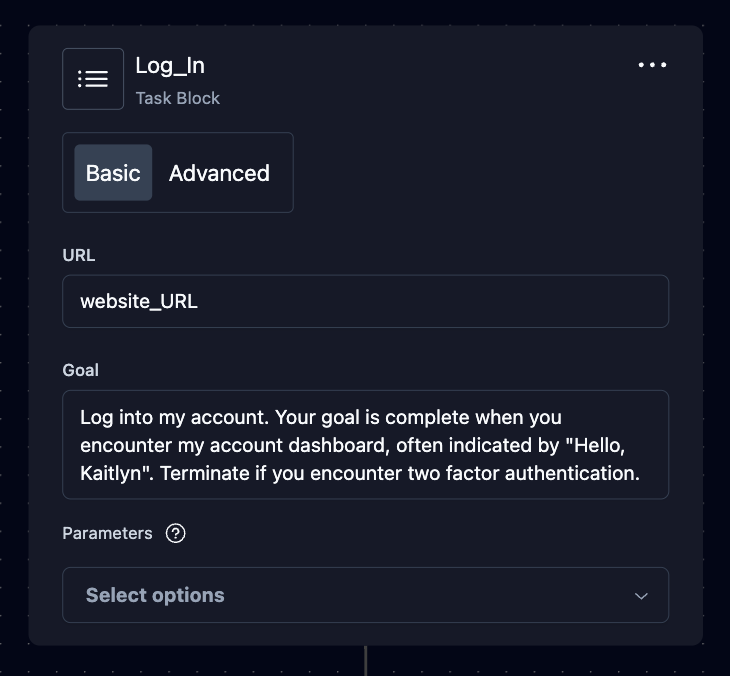 Log_In
Task Block
Basic
Advanced
URL
website_URL
Goal
Log into my account. Your goal is complete when you
encounter my account dashboard, often indicated by "Hello,
Kaitlyn". Terminate if you encounter two factor authentication.
Parameters
Select options